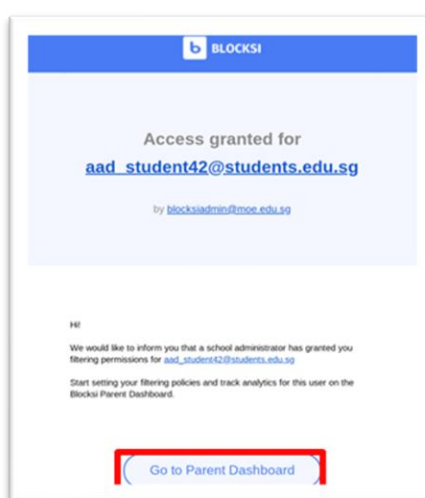 b BLOCKSI
Access granted for
aad_student42@students.edu.sg
by blocksiadmin@moe.edu.sg
Hi!
We would like to inform you that a school administrator has granted you
filtering permissions for aad_student42@students.edu.sg
Start setting your filtering policies and track analytics for this user on the
Blocksi Parent Dashboard.
Go to Parent Dashboard